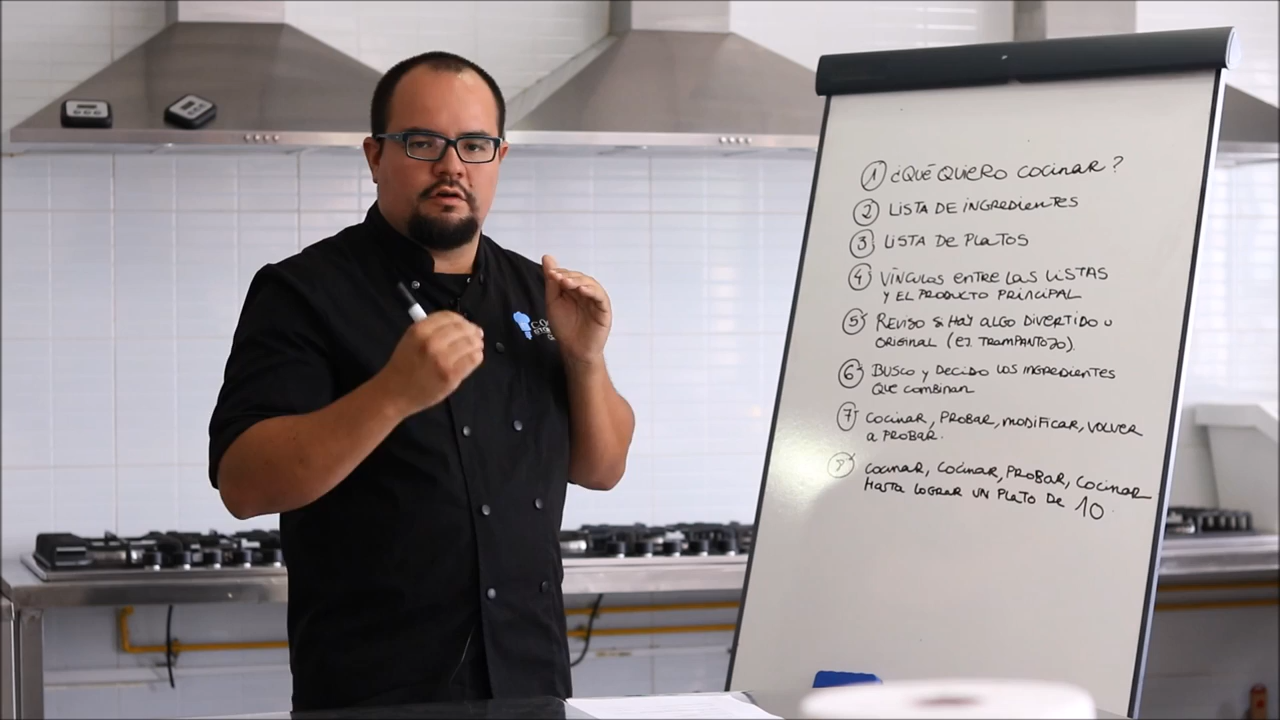 1 ¿QUÉ QUIERO COCINAR?
2 LISTA DE INGREDIENTES
3 LISTA DE PLATOS
4 VÍNCULOS ENTRE LAS LISTAS
Y EL PRODUCTO PRINCIPAL
5 REVISO SI HAY ALGO DIVERTIDO U
ORIGINAL (EJ. TRAMPANTOJO).
6 BUSCO Y DECIDO LOS INGREDIENTES
QUE COMBINAN
7 COCINAR, PROBAR, MODIFICAR, VOLVER
A PROBAR.
8 COCINAR, COCINAR, PROBAR, COCINAR
HASTA LOGRAR UN PLATO DE 10